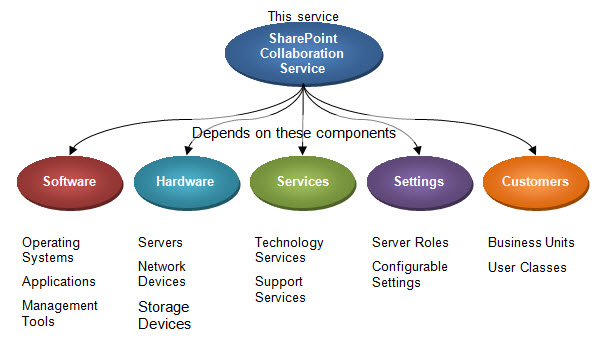 This service
SharePoint
Collaboration
Service
Depends on these components
Software
Hardware
Services
Settings
Customers
Operating
Systems
Applications
Management
Tools
Servers
Network
Devices
Storage
Devices
Technology
Services
Support
Services
Server Roles
Configurable
Settings
Business Units
User Classes